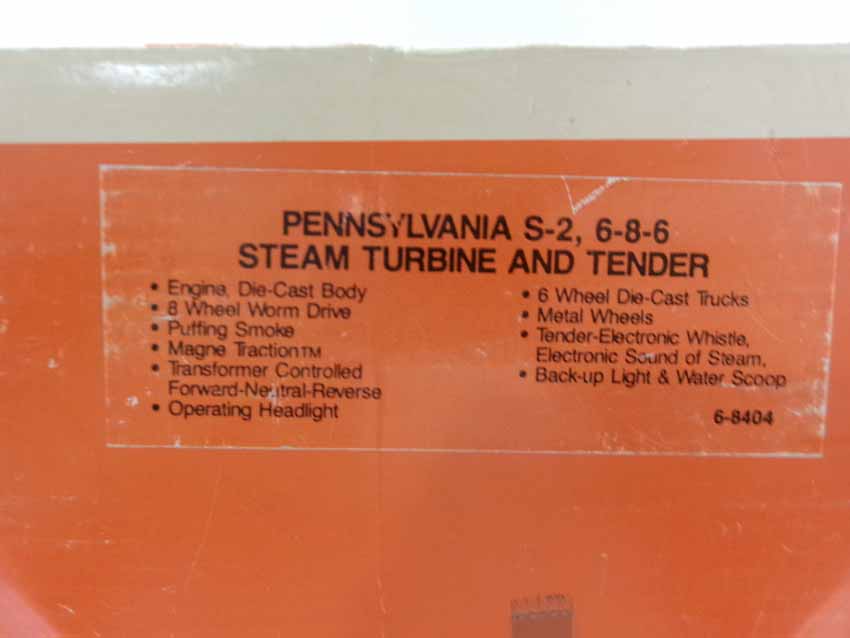 PENNSYLVANIA S-2, 6-8-6
STEAM TURBINE AND TENDER
• Engine, Die-Cast Body
• 8 Wheel Worm Drive
• Puffing Smoke
• Magne Traction™
• Transformer Controlled
Forward-Neutral-Reverse
• Operating Headlight
• 6 Wheel Die-Cast Trucks
• Metal Wheels
• Tender-Electronic Whistle,
Electronic Sound of Steam,
• Back-up Light & Water Scoop
6-8404